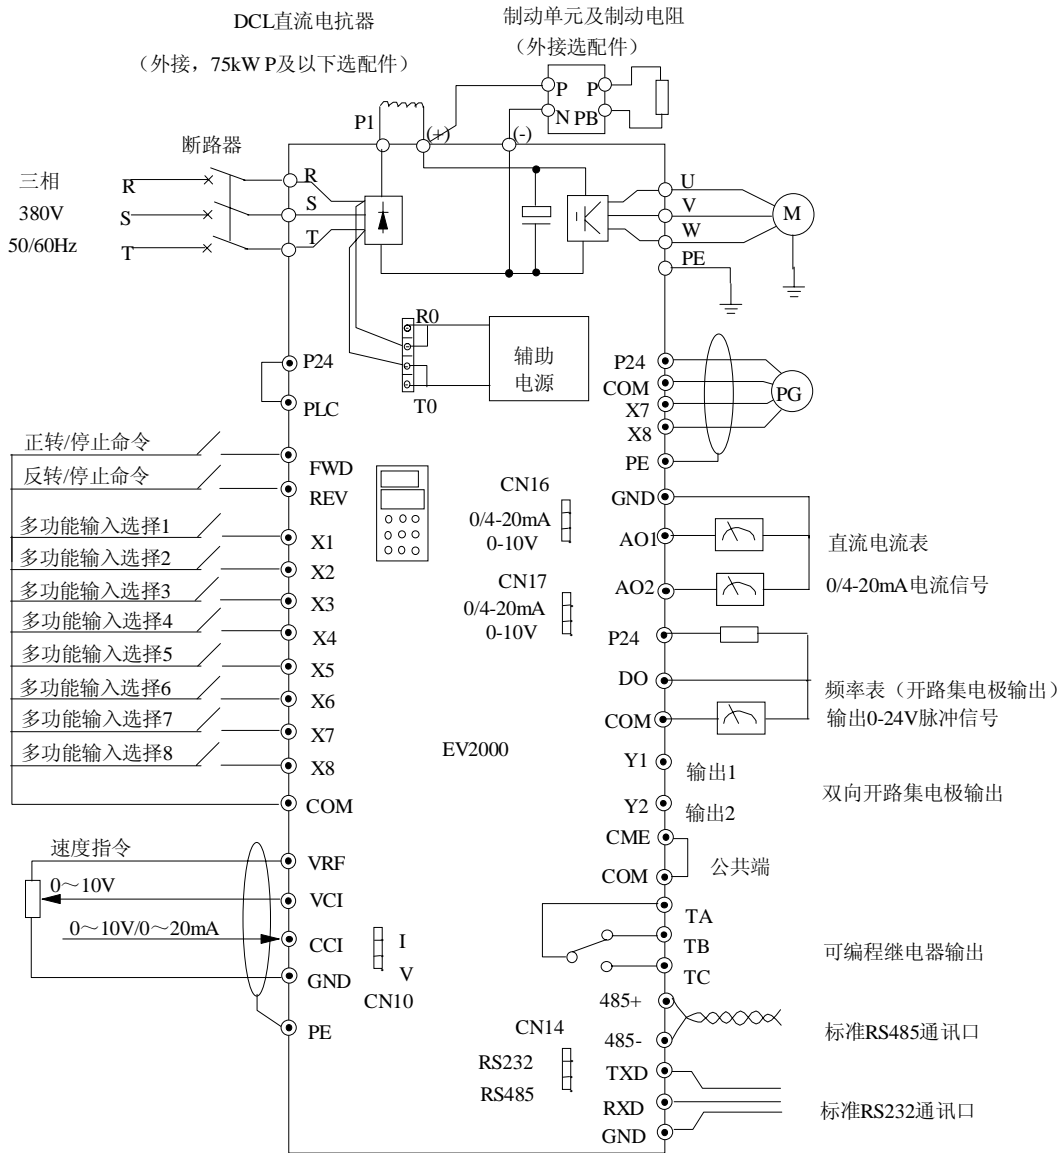 DCL直流电抗器
（外接，75kW P及以下选配件）
制动单元及制动电阻
（外接选配件）
P
P
N
PB
P1
(+)
(-)
断路器
三相
380V
50/60Hz
R
S
T
R
S
T
U
V
W
PE
M
R0
T0
辅助
电源
P24
PLC
正转/停止命令
FWD
反转/停止命令
REV
多功能输入选择1
X1
多功能输入选择2
X2
多功能输入选择3
X3
多功能输入选择4
X4
多功能输入选择5
X5
多功能输入选择6
X6
多功能输入选择7
X7
多功能输入选择8
X8
COM
速度指令
VRF
0～10V
VCI
0～10V/0～20mA
CCI
GND
PE
I
V
CN10
CN16
0/4-20mA
0-10V
CN17
0/4-20mA
0-10V
EV2000
CN14
RS232
RS485
P24
COM
X7
X8
PE
PG
GND
AO1
AO2
直流电流表
0/4-20mA电流信号
P24
DO
COM
频率表（开路集电极输出）
输出0-24V脉冲信号
Y1
输出1
Y2
输出2
双向开路集电极输出
CME
COM
公共端
TA
TB
TC
可编程继电器输出
485+
485-
标准RS485通讯口
TXD
RXD
GND
标准RS232通讯口